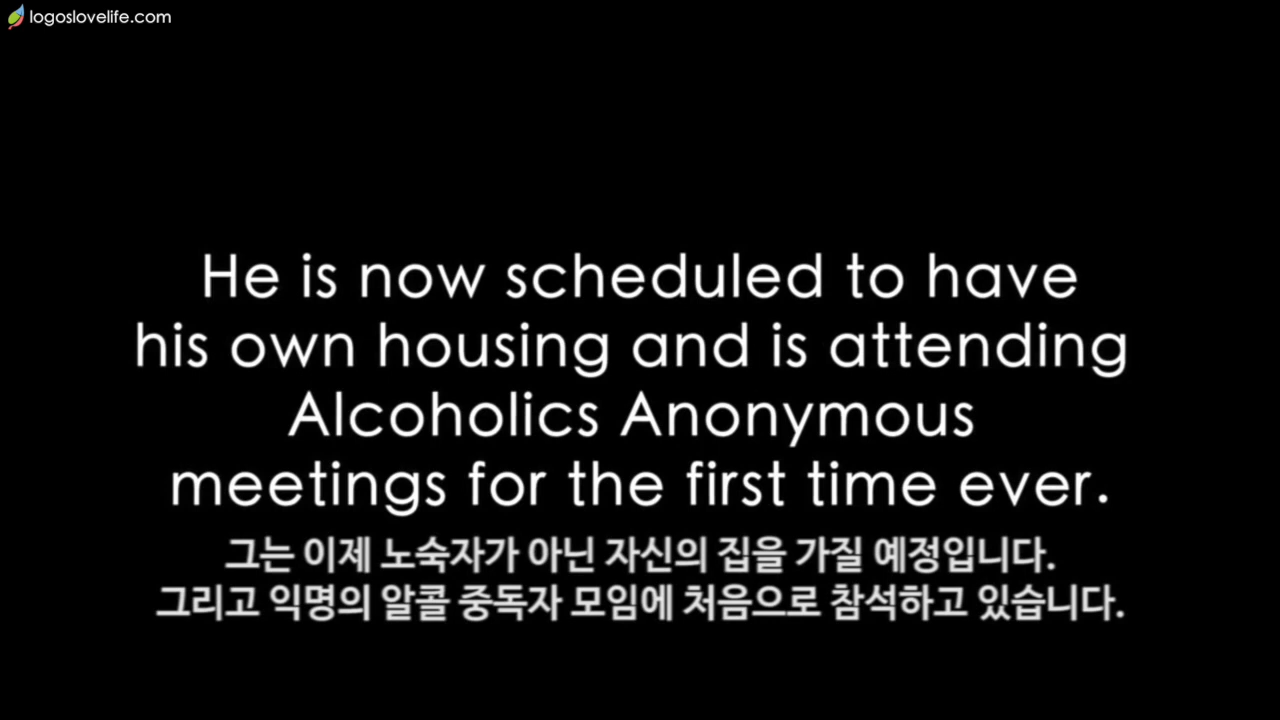 logoslovelife.com
He is now scheduled to have
his own housing and is attending
Alcoholics Anonymous
meetings for the first time ever.
그는 이제 노숙자가 아닌 자신의 집을 가질 예정입니다.
그리고 익명의 알콜 중독자 모임에 처음으로 참석하고 있습니다.